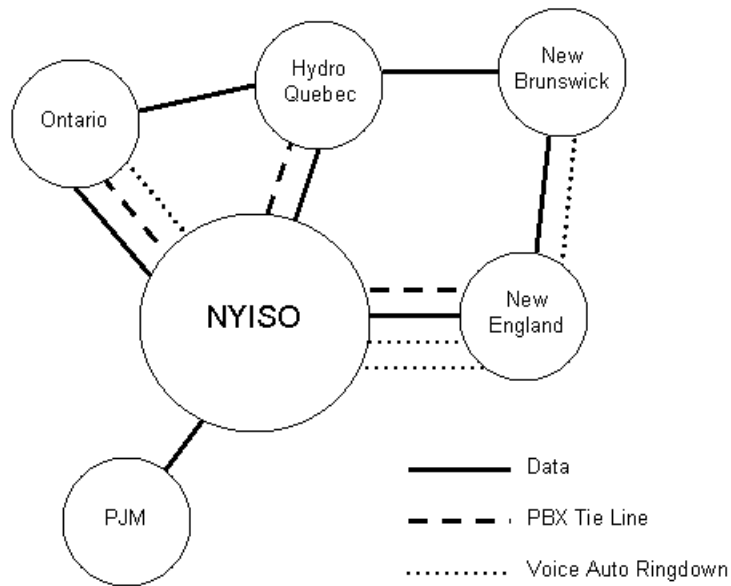 New
Brunswick
Hydro
Quebec
Ontario
NYISO
New
England
PJM
Data
PBX Tie Line
Voice Auto Ringdown